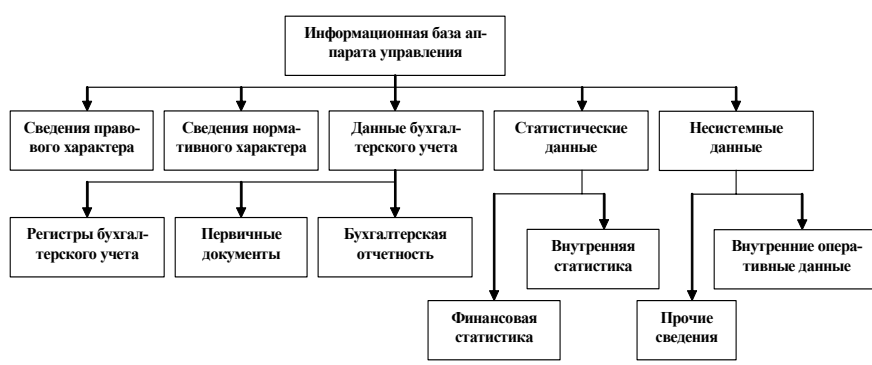 Информационная база ап-
парата управления
Сведения право-
вого характера
Сведения норма-
тивного характера
Данные бухгал-
терского учета
Статистические
данные
Несистемные
данные
Регистры бухгал-
терского учета
Первичные
документы
Бухгалтерская
отчетность
Внутренняя
статистика
Внутренние опера-
тивные данные
Финансовая
статистика
Прочие
сведения